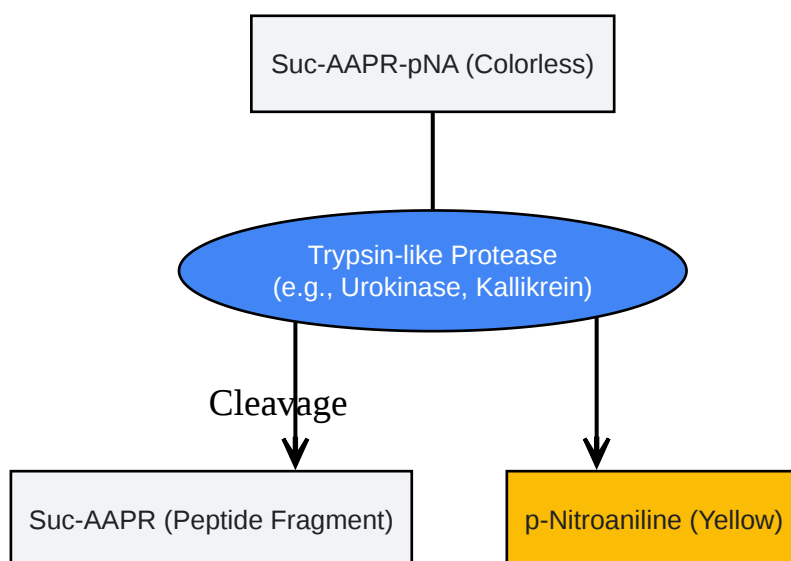 Suc-AAPR-pNA (Colorless)
Trypsin-like Protease
(e.g., Urokinase, Kallikrein)
Cleavage
Suc-AAPR (Peptide Fragment)
p-Nitroaniline (Yellow)